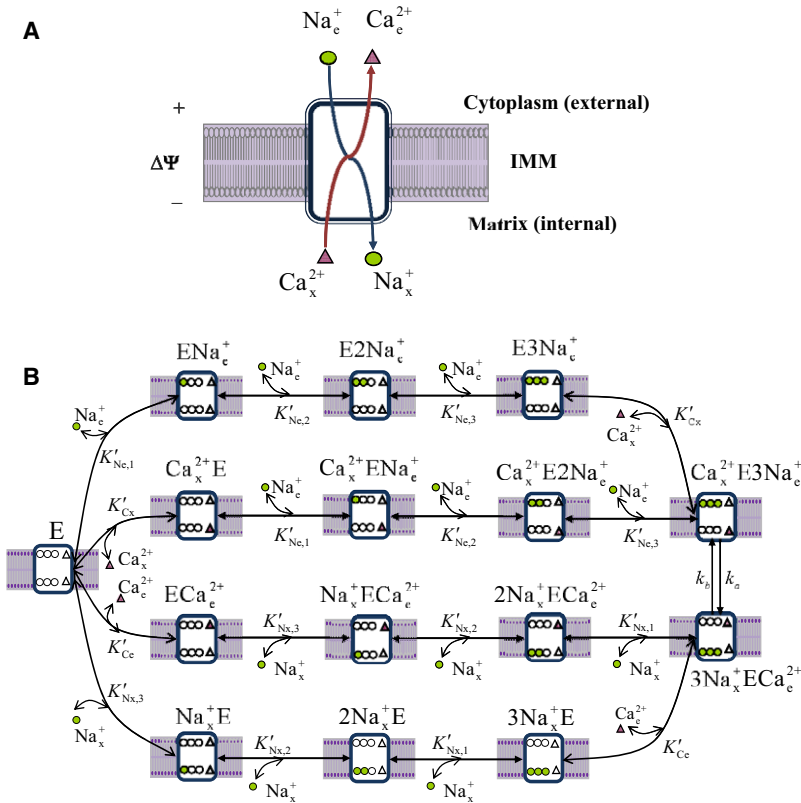 A
Na⁺ₑ Ca²⁺ₑ
+
Cytoplasm (external)
ΔΨ
IMM
−
Matrix (internal)
Ca²⁺ₓ Na⁺ₓ
B
ENa⁺ₑ E2Na⁺ₑ E3Na⁺ₑ
Na⁺ₑ Na⁺ₑ
Na⁺ₑ
K′Ne,2 K′Ne,3
K′Cx
Ca²⁺ₓ
K′Ne,1
Ca²⁺ₓE Ca²⁺ₓENa⁺ₑ Ca²⁺ₓE2Na⁺ₑ Ca²⁺ₓE3Na⁺ₑ
Na⁺ₑ Na⁺ₑ Na⁺ₑ
K′Cx
K′Ne,1 K′Ne,2 K′Ne,3
E
Ca²⁺ₓ
Ca²⁺ₑ
k_b k_a
ECa²⁺ₑ Na⁺ₓECa²⁺ₑ 2Na⁺ₓECa²⁺ₑ
K′Nx,3 K′Nx,2 K′Nx,1
K′Ce
Na⁺ₓ Na⁺ₓ Na⁺ₓ
3Na⁺ₓECa²⁺ₑ
K′Nx,3
Na⁺ₓE 2Na⁺ₓE 3Na⁺ₓE
Ca²⁺ₑ
Na⁺ₓ
K′Nx,2 K′Nx,1
K′Ce
Na⁺ₓ Na⁺ₓ